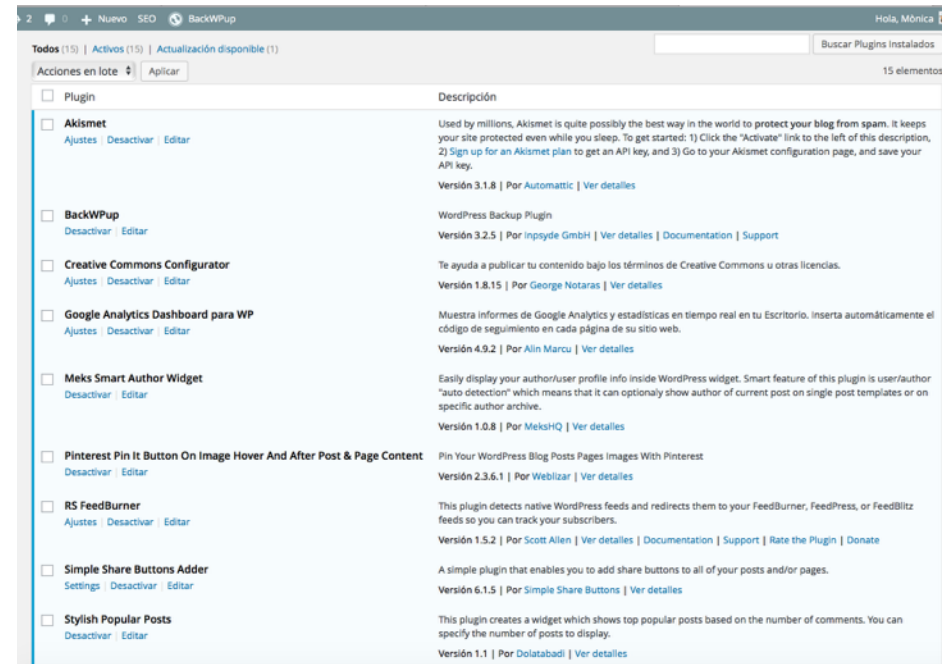 2 0 + Nuevo SEO BackWPup Hola, Mònica
Todos (15) | Activos (15) | Actualización disponible (1)
Buscar Plugins Instalados
Acciones en lote Aplicar 15 elementos
Plugin Descripción
Akismet
Ajustes | Desactivar | Editar
Used by millions, Akismet is quite possibly the best way in the world to protect your blog from spam. It keeps
your site protected even while you sleep. To get started: 1) Click the "Activate" link to the left of this description,
2) Sign up for an Akismet plan to get an API key, and 3) Go to your Akismet configuration page, and save your
API key.
Versión 3.1.8 | Por Automattic | Ver detalles
BackWPup
Desactivar | Editar
WordPress Backup Plugin
Versión 3.2.5 | Por Inpsyde GmbH | Ver detalles | Documentation | Support
Creative Commons Configurator
Ajustes | Desactivar | Editar
Te ayuda a publicar tu contenido bajo los términos de Creative Commons u otras licencias.
Versión 1.8.15 | Por George Notaras | Ver detalles
Google Analytics Dashboard para WP
Ajustes | Desactivar | Editar
Muestra informes de Google Analytics y estadísticas en tiempo real en tu Escritorio. Inserta automáticamente el
código de seguimiento en cada página de su sitio web.
Versión 4.9.2 | Por Alin Marcu | Ver detalles
Meks Smart Author Widget
Desactivar | Editar
Easily display your author/user profile info inside WordPress widget. Smart feature of this plugin is user/author
"auto detection" which means that it can optionaly show author of current post on single post templates or on
specific author archive.
Versión 1.0.8 | Por MeksHQ | Ver detalles
Pinterest Pin It Button On Image Hover And After Post & Page Content
Desactivar | Editar
Pin Your WordPress Blog Posts Pages Images With Pinterest
Versión 2.3.6.1 | Por Weblizar | Ver detalles
RS FeedBurner
Ajustes | Desactivar | Editar
This plugin detects native WordPress feeds and redirects them to your FeedBurner, FeedPress, or FeedBlitz
feeds so you can track your subscribers.
Versión 1.5.2 | Por Scott Allen | Ver detalles | Documentation | Support | Rate the Plugin | Donate
Simple Share Buttons Adder
Settings | Desactivar | Editar
A simple plugin that enables you to add share buttons to all of your posts and/or pages.
Versión 6.1.5 | Por Simple Share Buttons | Ver detalles
Stylish Popular Posts
Desactivar | Editar
This plugin creates a widget which shows top popular posts based on the number of comments. You can
specify the number of posts to display.
Versión 1.1 | Por Dolatabadi | Ver detalles